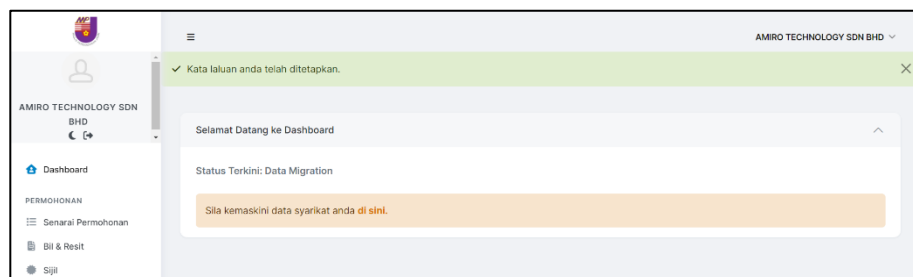 MP
AMIRO TECHNOLOGY SDN BHD
Kata laluan anda telah ditetapkan.
AMIRO TECHNOLOGY SDN
BHD
Selamat Datang ke Dashboard
Status Terkini: Data Migration
Sila kemaskini data syarikat anda di sini.
Dashboard
PERMOHONAN
Senarai Permohonan
Bil & Resit
Sijil